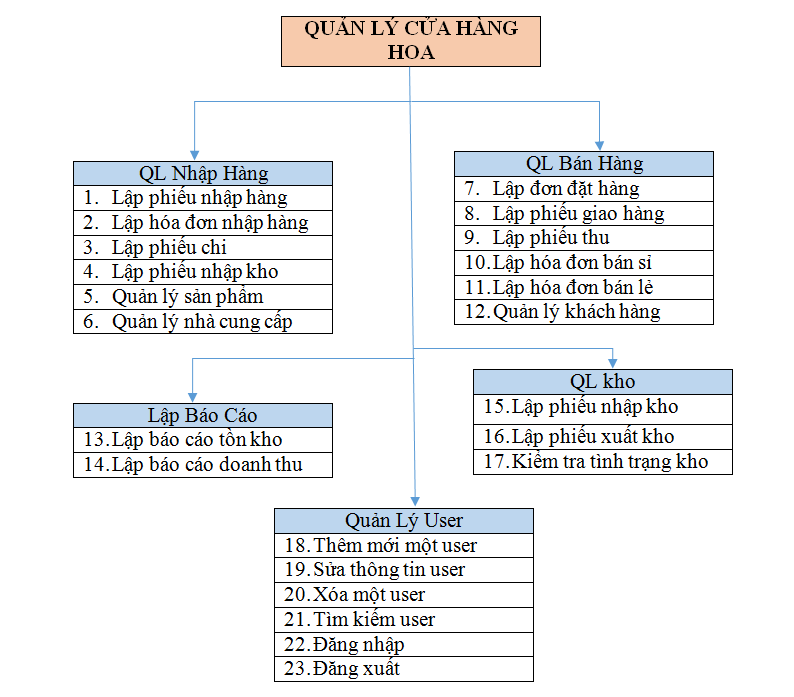 QUẢN LÝ CỬA HÀNG
HOA
QL Nhập Hàng
1. Lập phiếu nhập hàng
2. Lập hóa đơn nhập hàng
3. Lập phiếu chi
4. Lập phiếu nhập kho
5. Quản lý sản phẩm
6. Quản lý nhà cung cấp
QL Bán Hàng
7. Lập đơn đặt hàng
8. Lập phiếu giao hàng
9. Lập phiếu thu
10. Lập hóa đơn bán sỉ
11. Lập hóa đơn bán lẻ
12. Quản lý khách hàng
Lập Báo Cáo
13. Lập báo cáo tồn kho
14. Lập báo cáo doanh thu
QL kho
15. Lập phiếu nhập kho
16. Lập phiếu xuất kho
17. Kiểm tra tình trạng kho
Quản Lý User
18. Thêm mới một user
19. Sửa thông tin user
20. Xóa một user
21. Tìm kiếm user
22. Đăng nhập
23. Đăng xuất